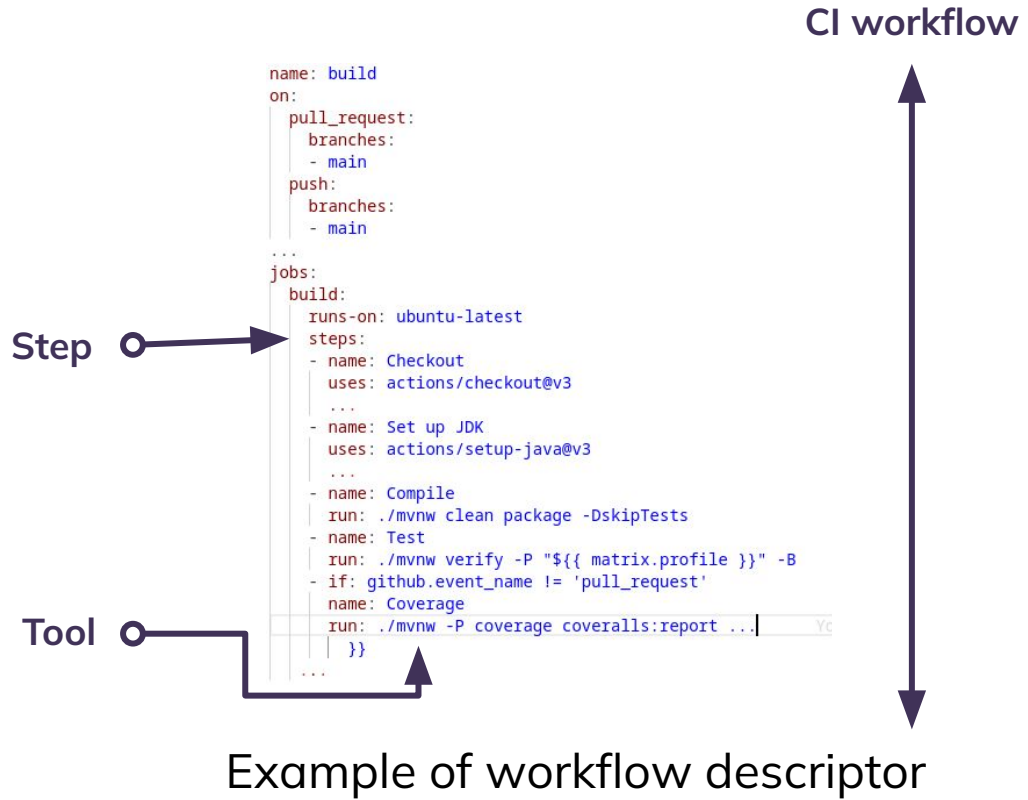 CI workflow
name: build
on:
pull_request:
branches:
- main
push:
branches:
- main
...
jobs:
build:
runs-on: ubuntu-latest
Step
steps:
- name: Checkout
uses: actions/checkout@v3
...
- name: Set up JDK
uses: actions/setup-java@v3
...
- name: Compile
run: ./mvnw clean package -DskipTests
- name: Test
run: ./mvnw verify -P "${{ matrix.profile }}" -B
- if: github.event_name != 'pull_request'
name: Coverage
Tool
run: ./mvnw -P coverage coveralls:report ...
}}
...
Example of workflow descriptor